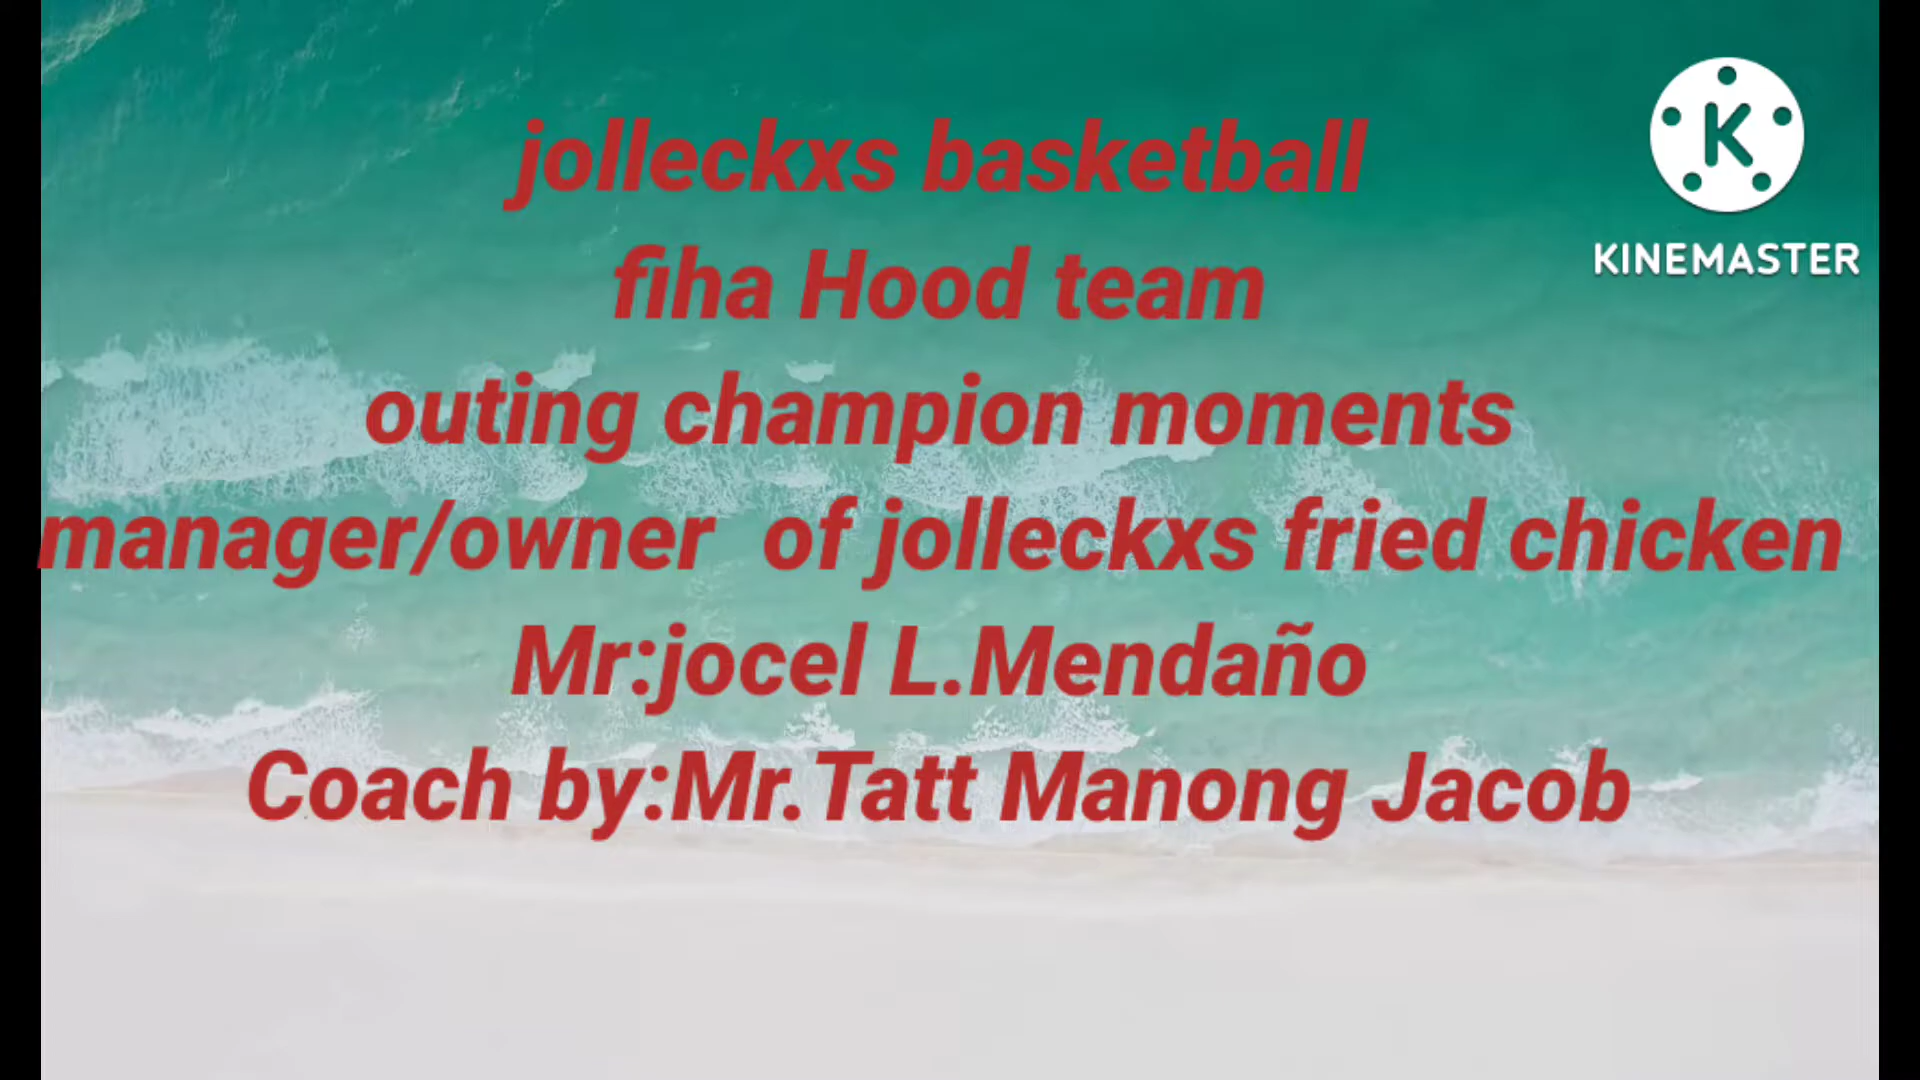 jolleckxs basketball
fiha Hood team
outing champion moments
manager/owner  of jolleckxs fried chicken
Mr:jocel L.Mendaño
Coach by:Mr.Tatt Manong Jacob
K
KINEMASTER